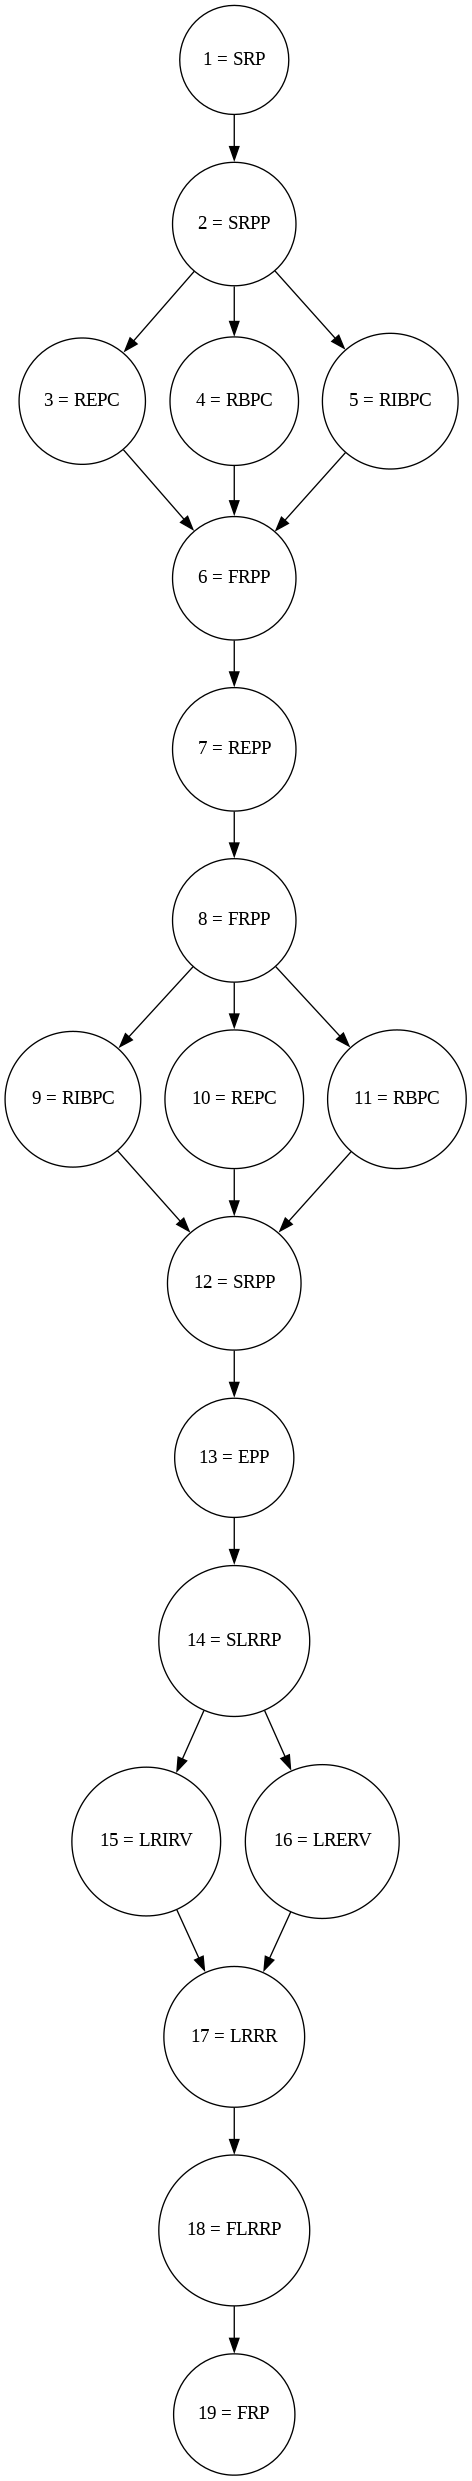 1 = SRP
2 = SRPP
3 = REPC
4 = RBPC
5 = RIBPC
6 = FRPP
7 = REPP
8 = FRPP
9 = RIBPC
10 = REPC
11 = RBPC
12 = SRPP
13 = EPP
14 = SLRRP
15 = LRIRV
16 = LRERV
17 = LRRR
18 = FLRRP
19 = FRP